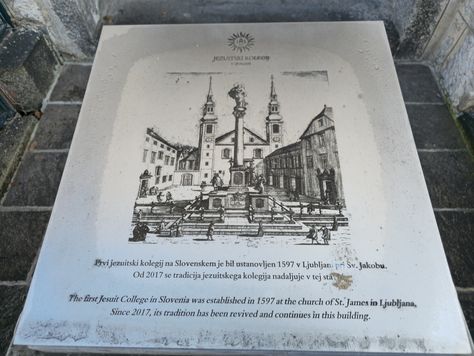 JEZUITSKI KOLEGIJ
V LJUBLJANI
Prvi jezuitski kolegij na Slovenskem je bil ustanovljen 1597 v Ljubljani pri Sv. Jakobu.
Od 2017 se tradicija jezuitskega kolegija nadaljuje v tej
The first Jesuit College in Slovenia was established in 1597 at the church of St. James in Ljubljana,
Since 2017, its tradition has been revived and continues in this building.